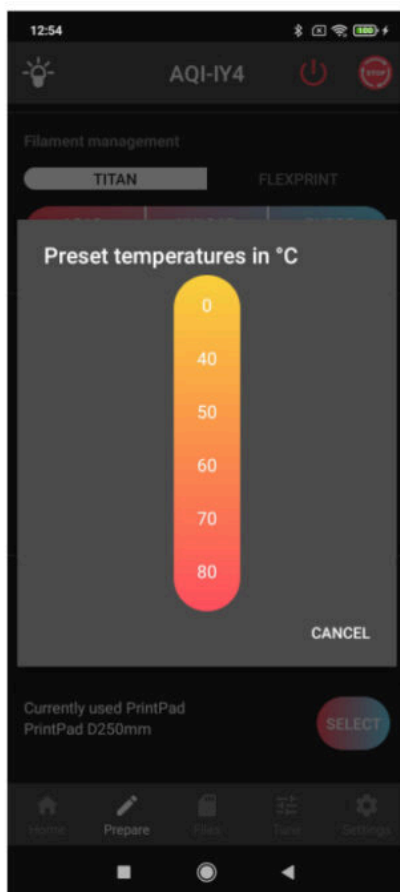 12:54
100
AQI-IY4
STOP
Filament management
TITAN FLEXPRINT
Preset temperatures in °C
0
40
50
60
70
80
CANCEL
Currently used PrintPad
PrintPad D250mm
SELECT
Home Prepare Files Tune Settings